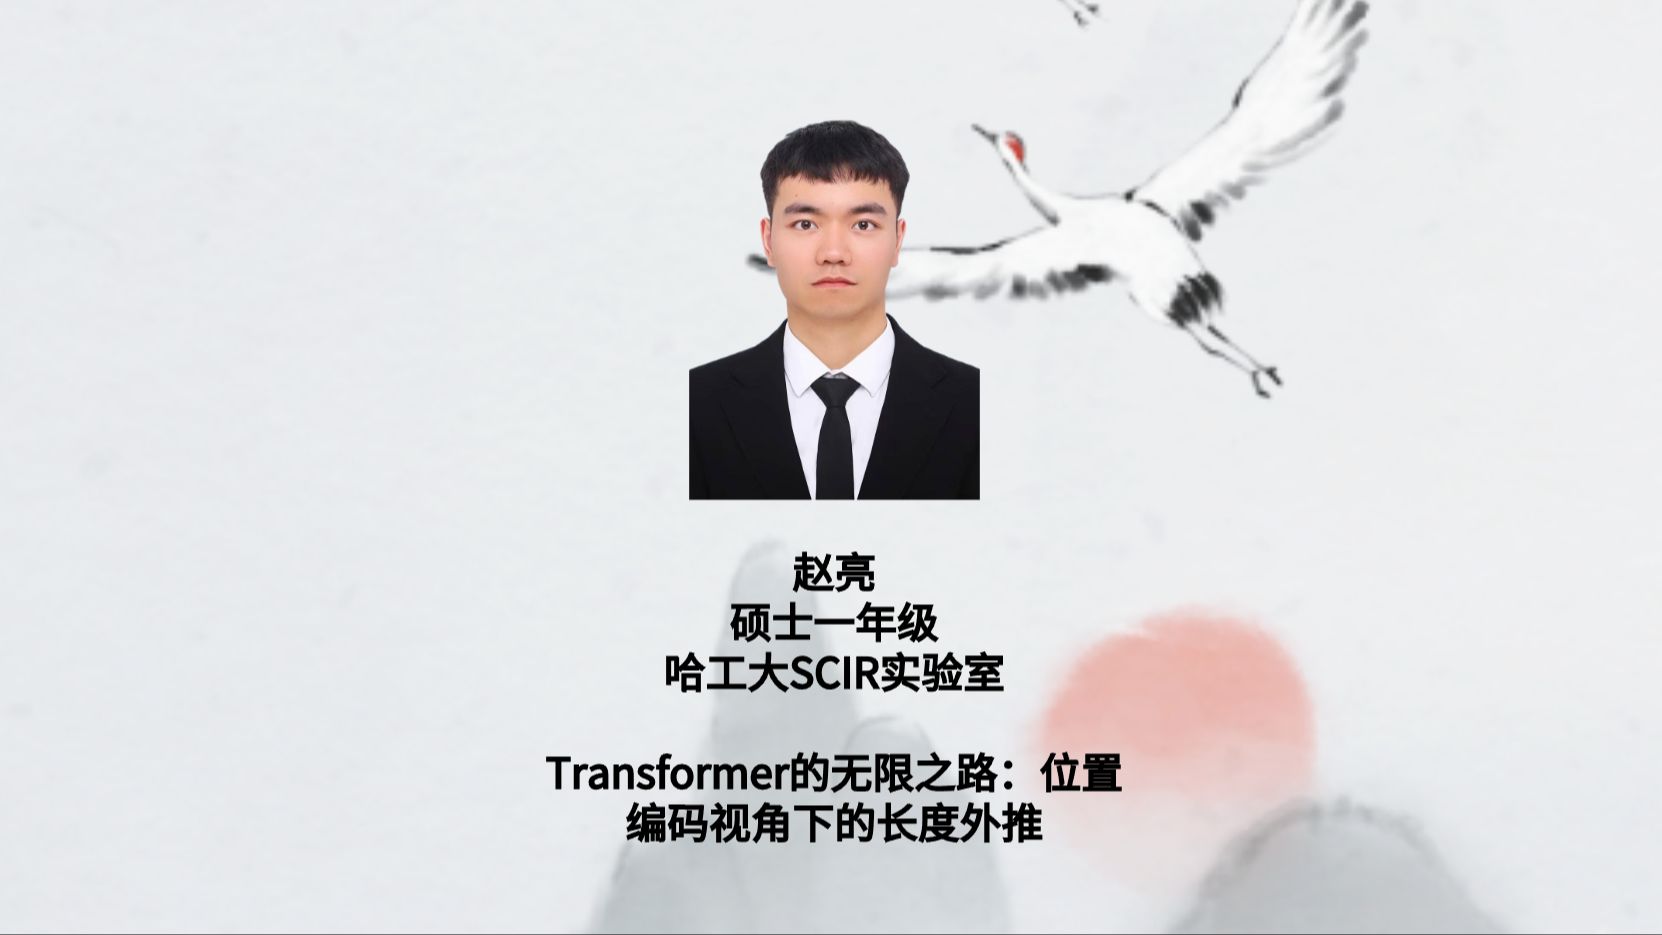 赵亮
硕士一年级
哈工大SCIR实验室
Transformer的无限之路：位置
编码视角下的长度外推